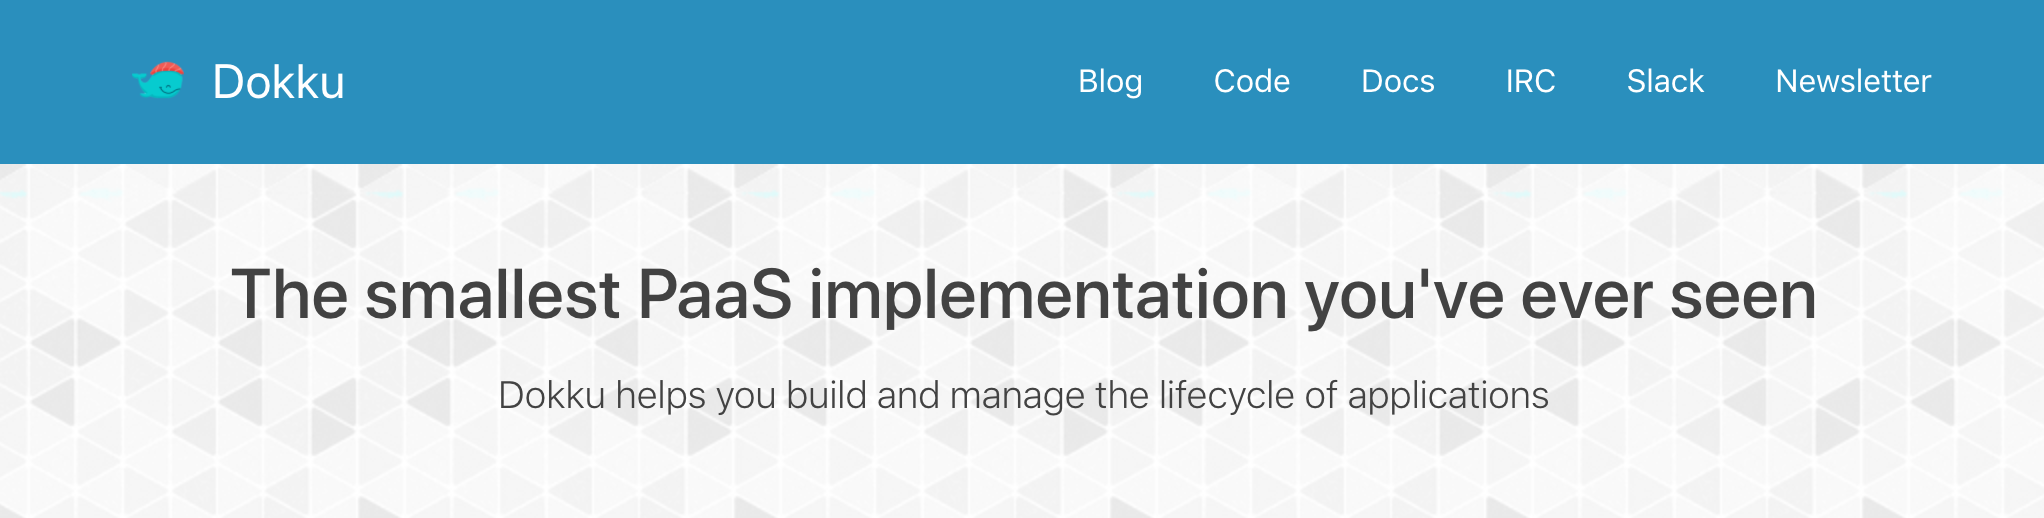 Dokku
Blog Code Docs IRC Slack Newsletter
The smallest PaaS implementation you've ever seen
Dokku helps you build and manage the lifecycle of applications